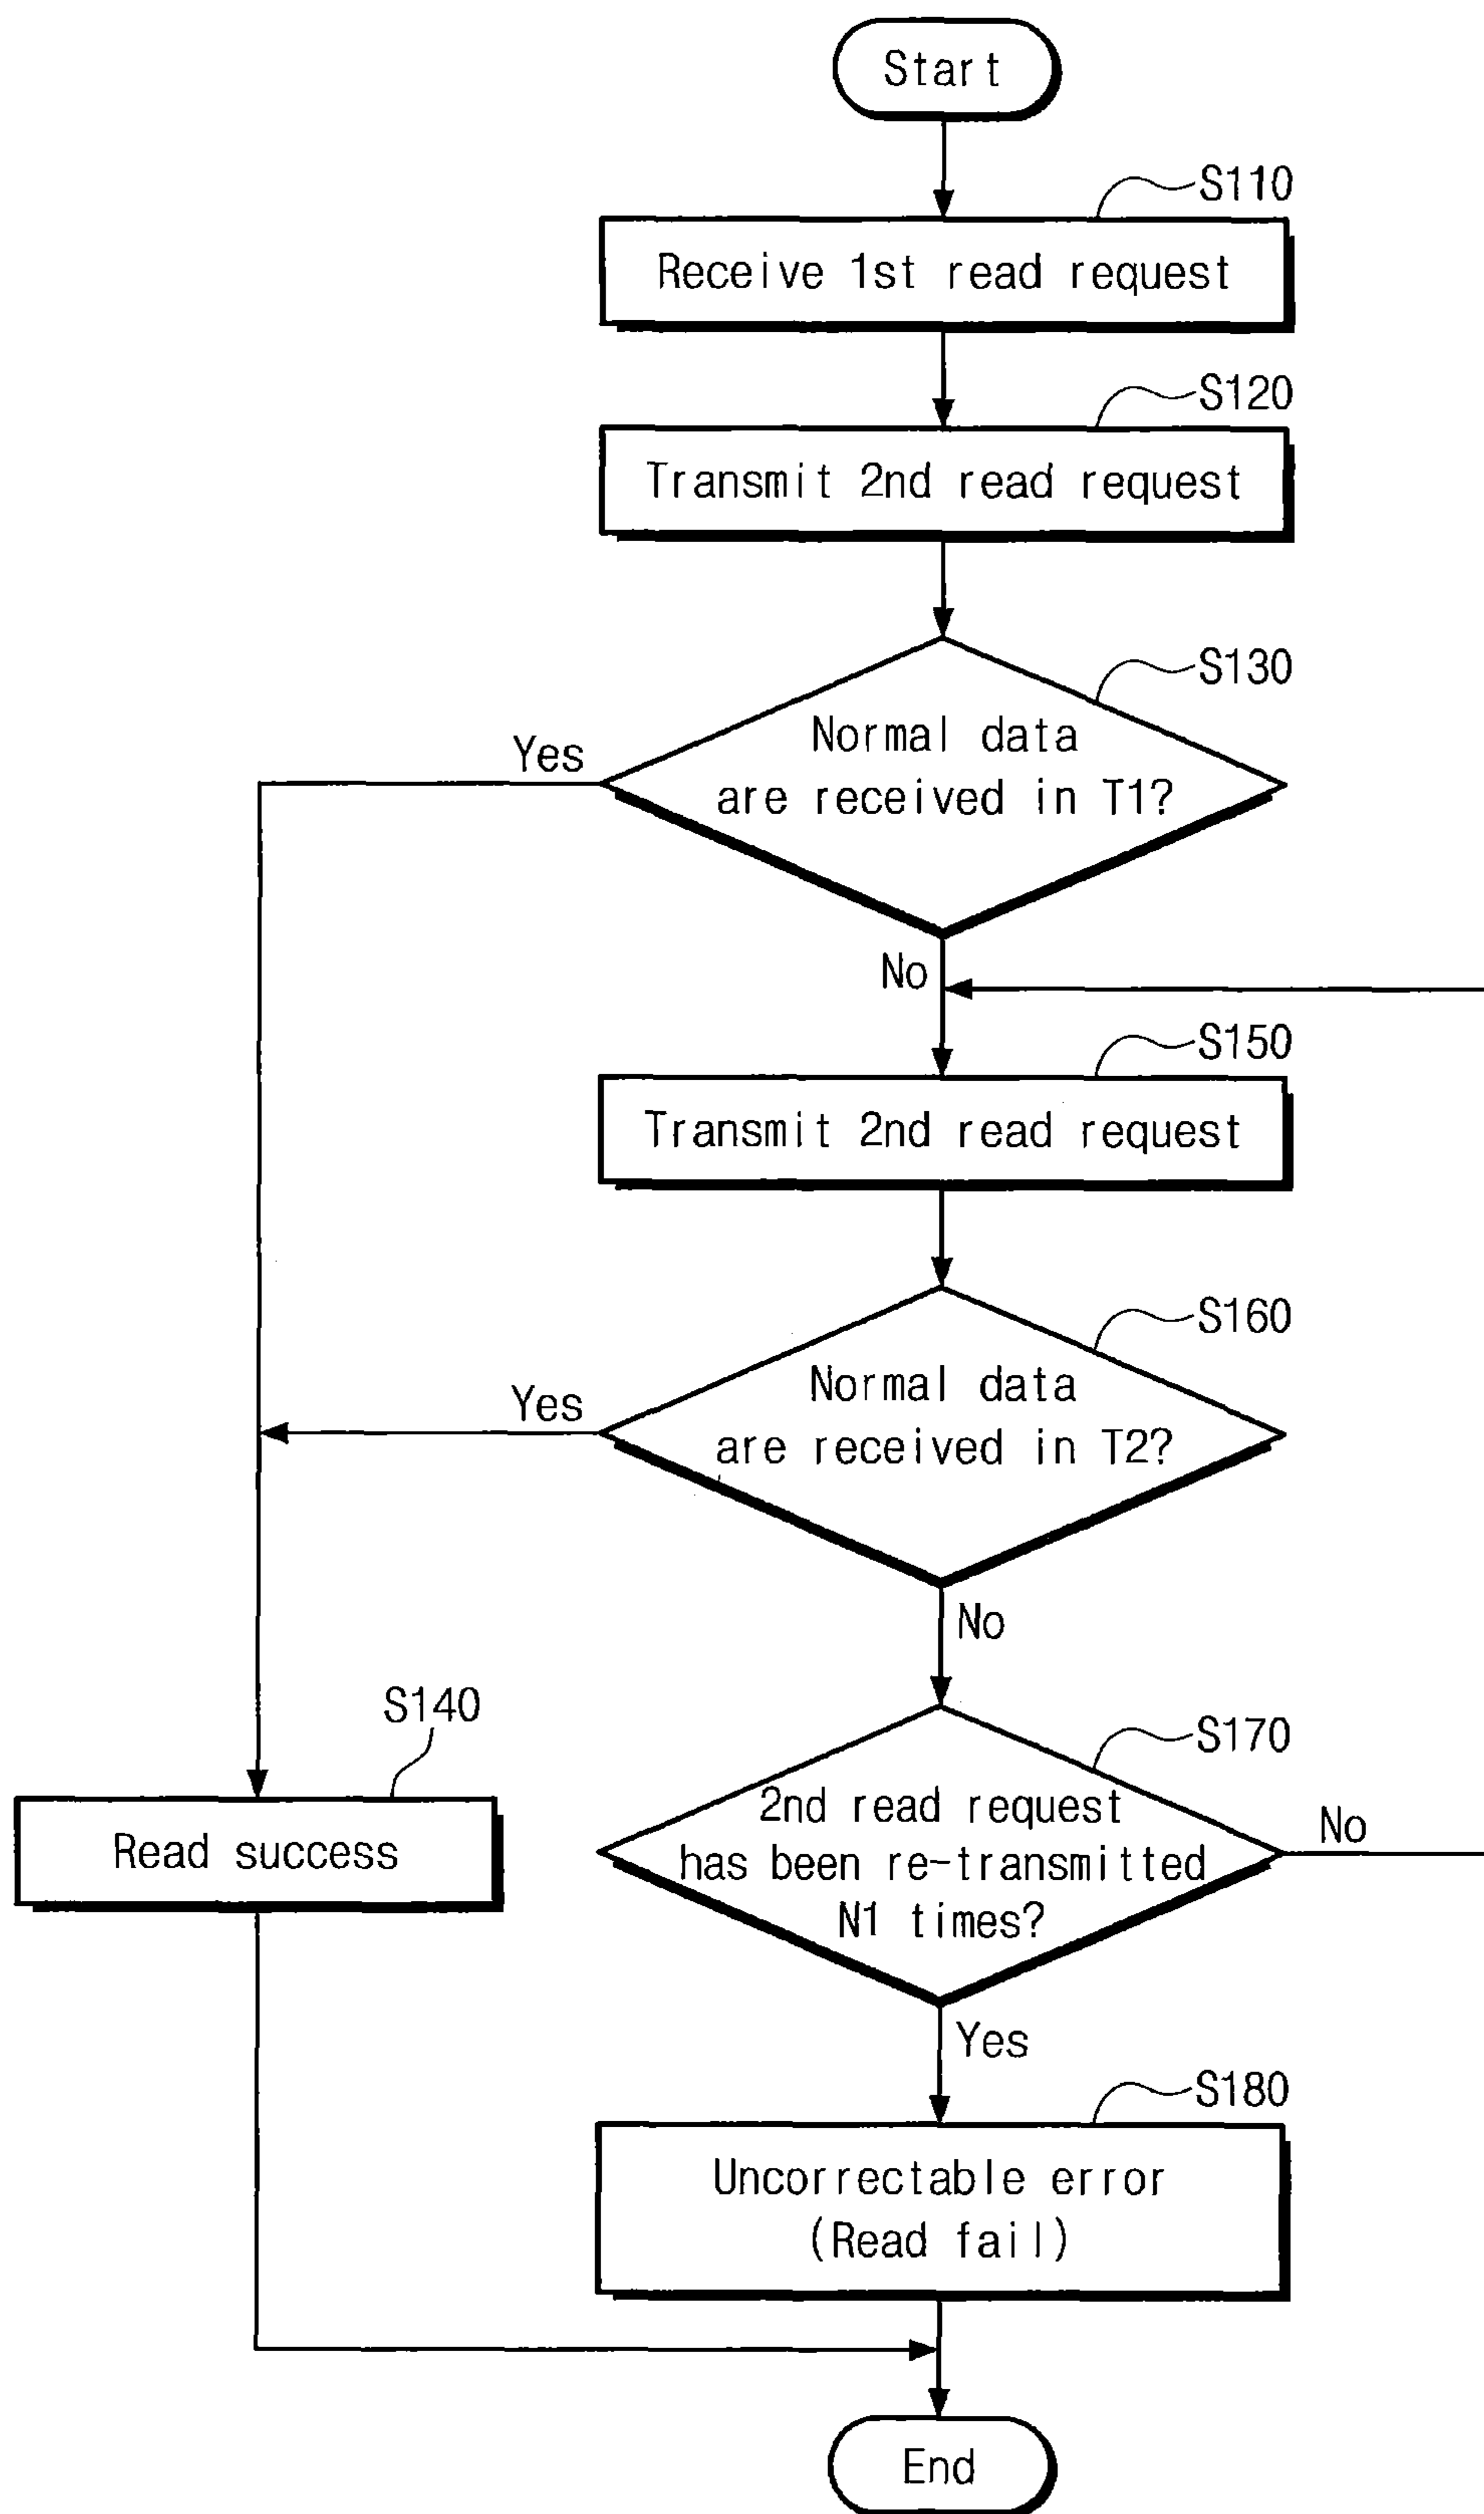 Start
S110
Receive 1st read request
S120
Transmit 2nd read request
S130
Normal data
are received in T1?
Yes
No
S150
Transmit 2nd read request
S160
Normal data
are received in T2?
Yes
No
S140
Read success
S170
2nd read request
has been re-transmitted
N1 times?
No
Yes
S180
Uncorrectable error
(Read fail)
End